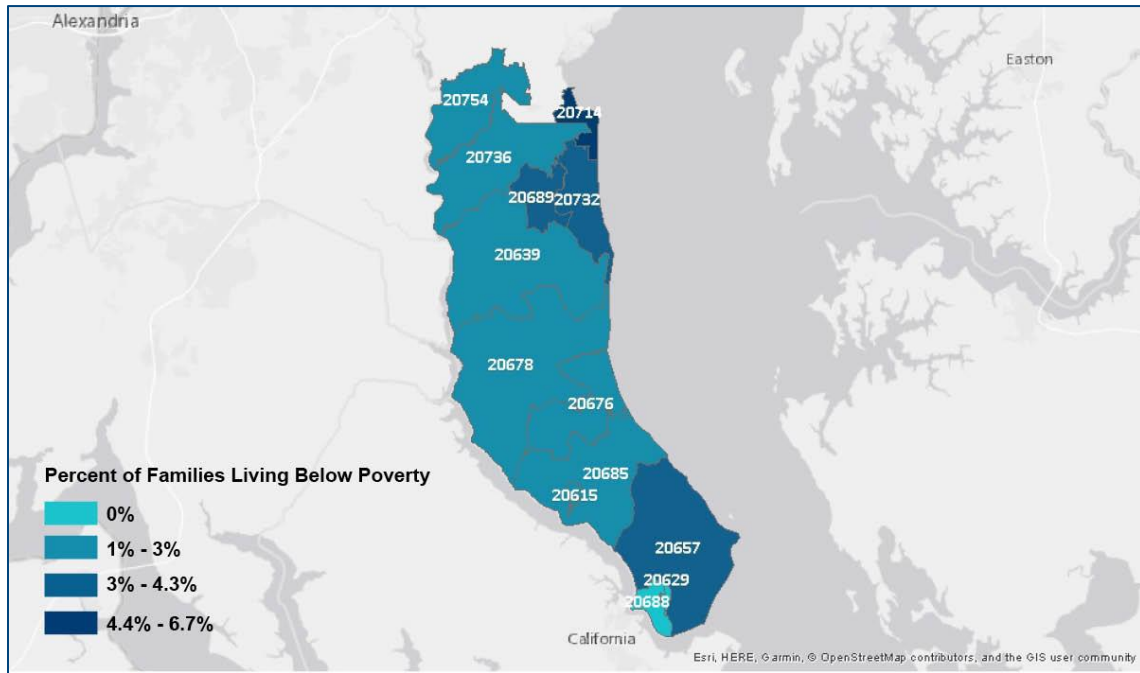 Alexandria
Easton
20754
20714
20736
20689
20732
20639
20678
20676
20685
20615
20657
20629
20688
California
Percent of Families Living Below Poverty
0%
1% - 3%
3% - 4.3%
4.4% - 6.7%
Esri, HERE, Garmin, © OpenStreetMap contributors, and the GIS user community